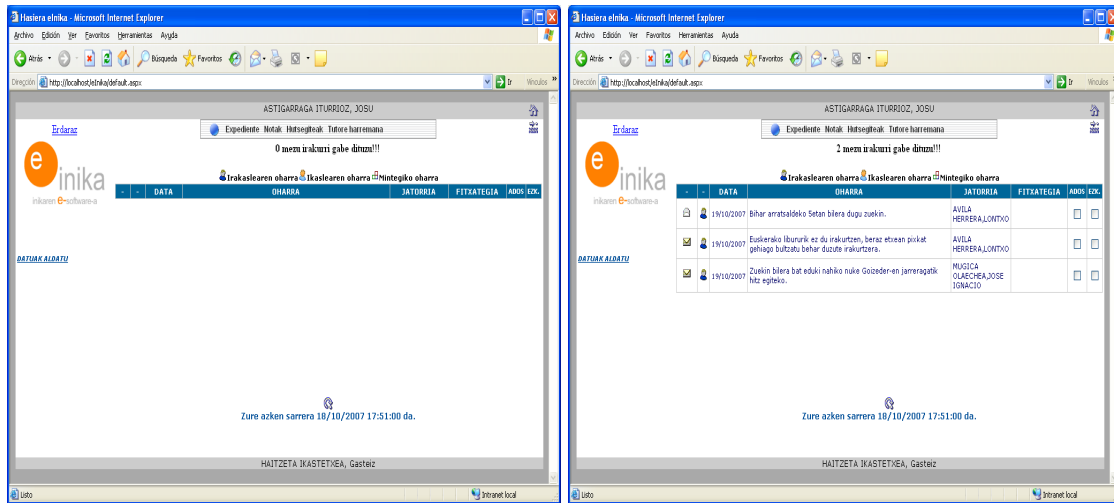 Hasiera elnika - Microsoft Internet Explorer
Archivo Edición Ver Favoritos Herramientas Ayuda
Atrás Búsqueda Favoritos
Dirección http://localhost/eInika/default.aspx Ir Vínculos
ASTIGARRAGA ITURRIOZ, JOSU
Erdaraz
Expediente Notak Hutsegiteak Tutore harremana
0 mezu irakurri gabe dituzu!!!
e inika
inikaren e-software-a
Irakaslearen oharra Ikaslearen oharra Mintegiko oharra
- - DATA OHARRA JATORRIA FITXATEGIA ADOS EZK.
DATUAK ALDATU
Zure azken sarrera 18/10/2007 17:51:00 da.
HAITZETA IKASTETXEA, Gasteiz
Listo Intranet local
Hasiera elnika - Microsoft Internet Explorer
Archivo Edición Ver Favoritos Herramientas Ayuda
Atrás Búsqueda Favoritos
Dirección http://localhost/eInika/default.aspx Ir Vínculos
ASTIGARRAGA ITURRIOZ, JOSU
Erdaraz
Expediente Notak Hutsegiteak Tutore harremana
2 mezu irakurri gabe dituzu!!!
e inika
inikaren e-software-a
Irakaslearen oharra Ikaslearen oharra Mintegiko oharra
- - DATA OHARRA JATORRIA FITXATEGIA ADOS EZK.
19/10/2007 Bihar arratsaldeko 5etan bilera dugu zuekin. AVILA
HERRERA,LONTXO
19/10/2007 Euskerako libururik ez du irakurtzen, beraz etxean pixkat
gehiago bultzatu behar duzute irakurtzera. AVILA
HERRERA,LONTXO
19/10/2007 Zuekin bilera bat eduki nahiko nuke Goizeder-en jarreragatik
hitz egiteko. MUGICA
OLAECHEA,JOSE
IGNACIO
DATUAK ALDATU
Zure azken sarrera 18/10/2007 17:51:00 da.
HAITZETA IKASTETXEA, Gasteiz
Listo Intranet local